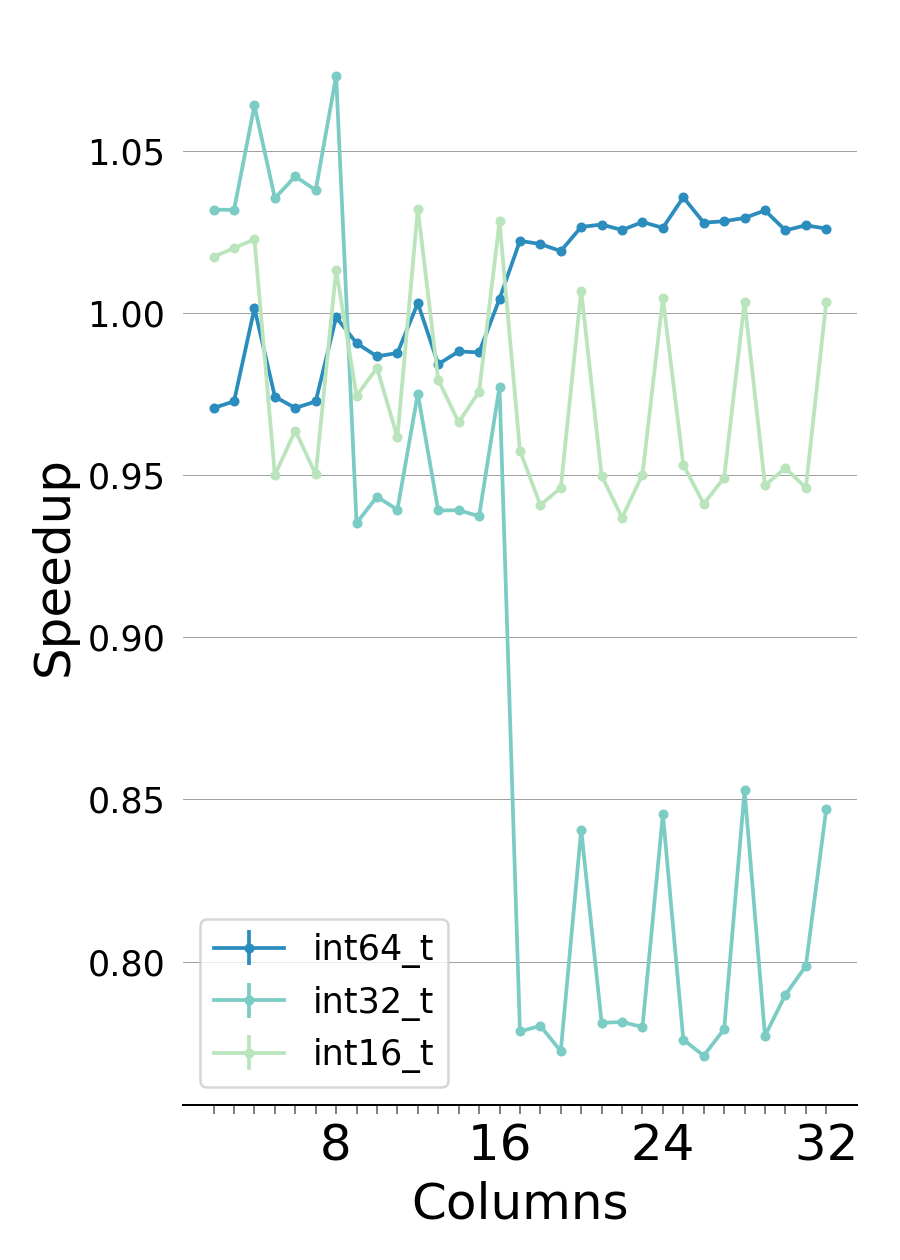 1.05
1.00
0.95
0.90
0.85
0.80
Speedup
int64_t
int32_t
int16_t
8 16 24 32
Columns